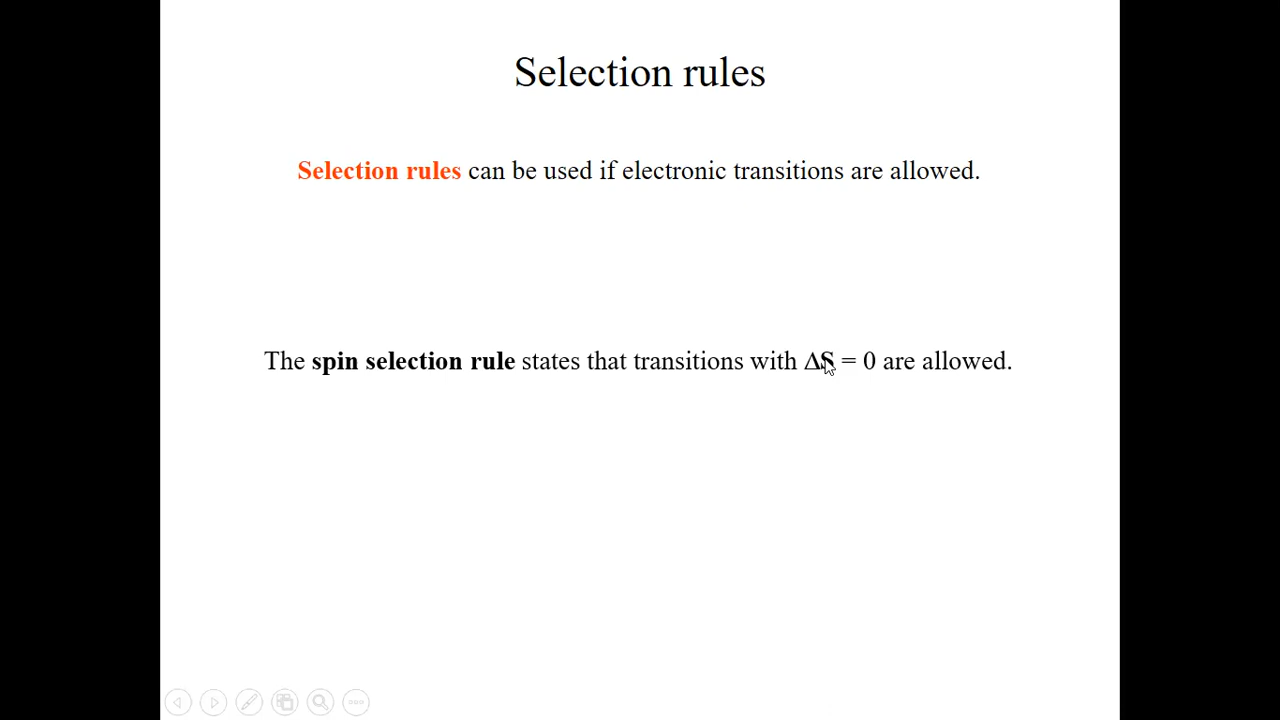 Selection rules
Selection rules can be used if electronic transitions are allowed.
The spin selection rule states that transitions with ΔS = 0 are allowed.